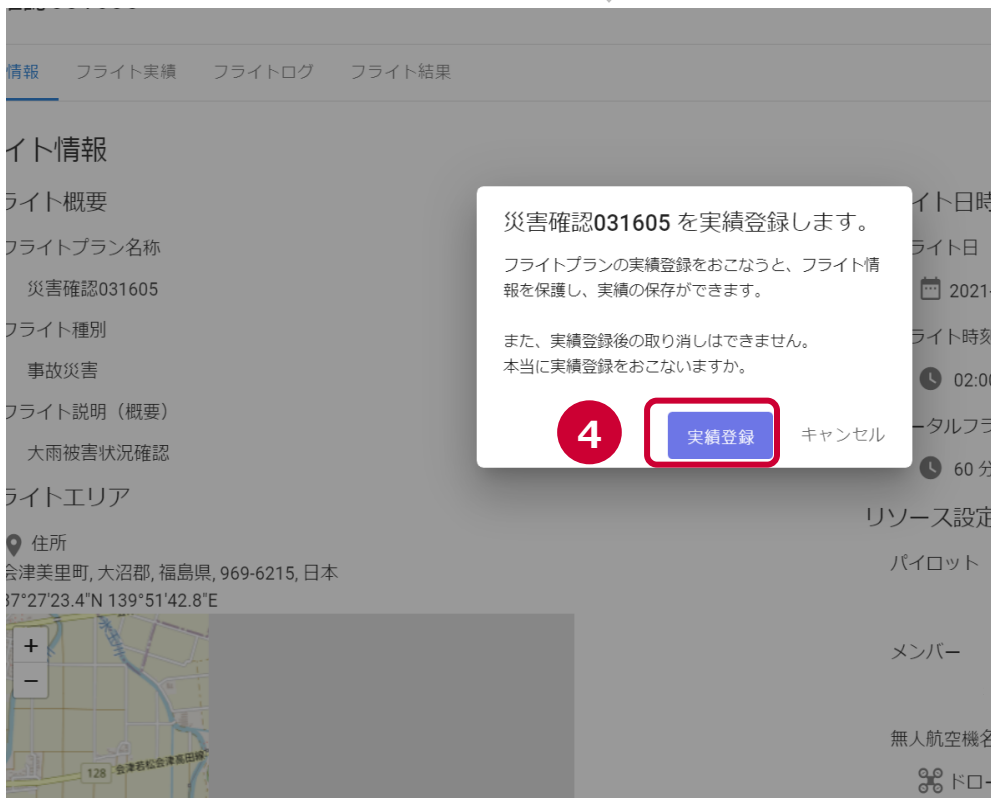 情報 フライト実績 フライトログ フライト結果
イト情報
ライト概要
フライトプラン名称
災害確認031605
フライト種別
事故災害
フライト説明（概要）
大雨被害状況確認
ライトエリア
住所
会津美里町, 大沼郡, 福島県, 969-6215, 日本
37°27'23.4"N 139°51'42.8"E
+
−
128 会津若松会津高田線
災害確認031605 を実績登録します。
フライトプランの実績登録をおこなうと、フライト情
報を保護し、実績の保存ができます。
また、実績登録後の取り消しはできません。
本当に実績登録をおこないますか。
4 実績登録 キャンセル
イト日時
ライト日
2021-
ライト時刻
02:00
ータルフラ
60 分
リソース設定
パイロット
メンバー
無人航空機名
ドロー